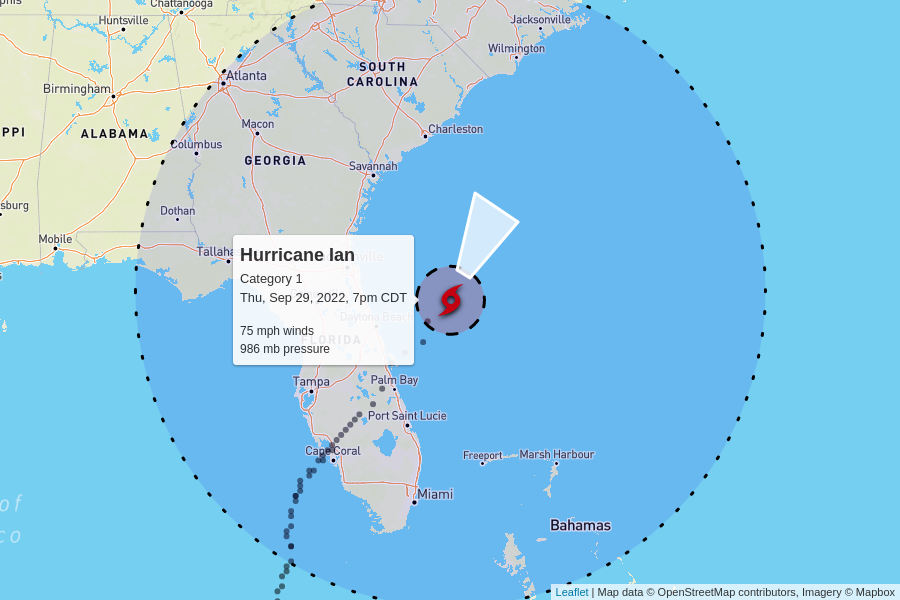 Chattanooga
Huntsville
Jacksonville
Wilmington
SOUTH
CAROLINA
Atlanta
Birmingham
Macon
Charleston
PPI
ALABAMA
Columbus
GEORGIA
Savannah
sburg
Dothan
Mobile
Tallaha
ville
Hurricane Ian
Category 1
Thu, Sep 29, 2022, 7pm CDT
Daytona Beach
75 mph winds
FLORIDA
986 mb pressure
Tampa
Palm Bay
Port Saint Lucie
Cape Coral
Freeport
Marsh Harbour
Miami
of
co
Bahamas
Leaflet | Map data © OpenStreetMap contributors, Imagery © Mapbox